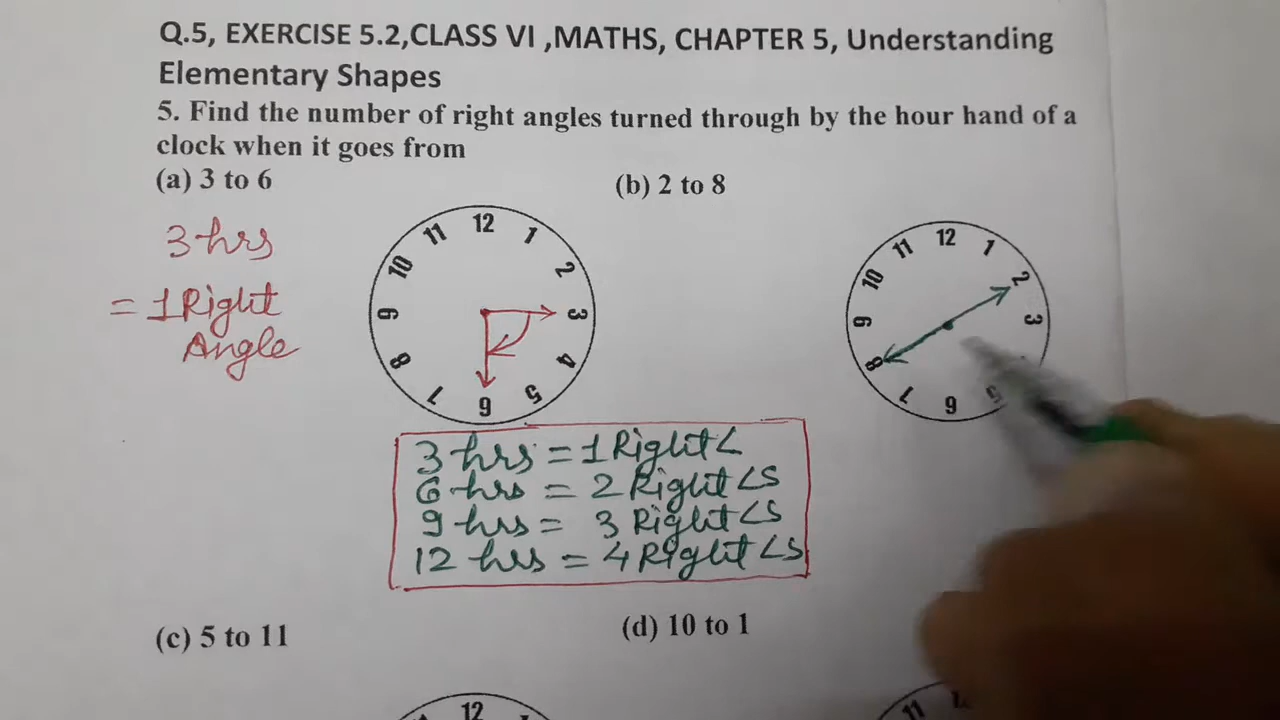 Q.5, EXERCISE 5.2,CLASS VI ,MATHS, CHAPTER 5, Understanding
Elementary Shapes
5. Find the number of right angles turned through by the hour hand of a
clock when it goes from
(a) 3 to 6
(b) 2 to 8
3 hrs
= 1 Right
Angle
12
1
2
3
4
5
6
7
8
9
10
11
12
1
2
3
5
6
7
8
9
10
11
3 hrs = 1 Right∠
6 hrs = 2 Right∠s
9 hrs = 3 Right∠s
12 hrs = 4 Right∠s
(c) 5 to 11
(d) 10 to 1
12
11